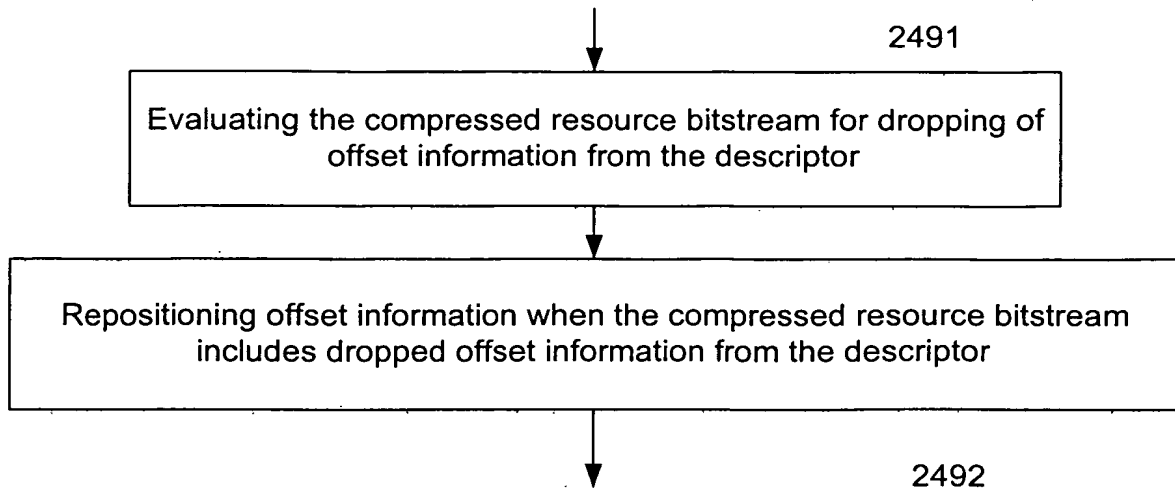 2491
Evaluating the compressed resource bitstream for dropping of
offset information from the descriptor
Repositioning offset information when the compressed resource bitstream
includes dropped offset information from the descriptor
2492